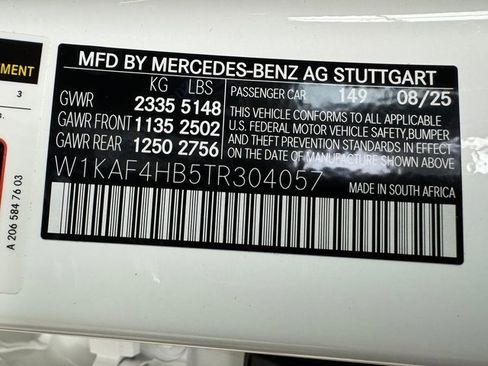 MFD BY MERCEDES-BENZ AG STUTTGART
KG LBS
GVWR 2335 5148
GAWR FRONT 1135 2502
GAWR REAR 1250 2756
PASSENGER CAR 149 08/25
THIS VEHICLE CONFORMS TO ALL APPLICABLE
U.S. FEDERAL MOTOR VEHICLE SAFETY, BUMPER
AND THEFT PREVENTION STANDARDS IN EFFECT
ON THE DATE OF MANUFACTURE SHOWN ABOVE.
W1KAF4HB5TR304057
MADE IN SOUTH AFRICA
3
A 206 584 76 03